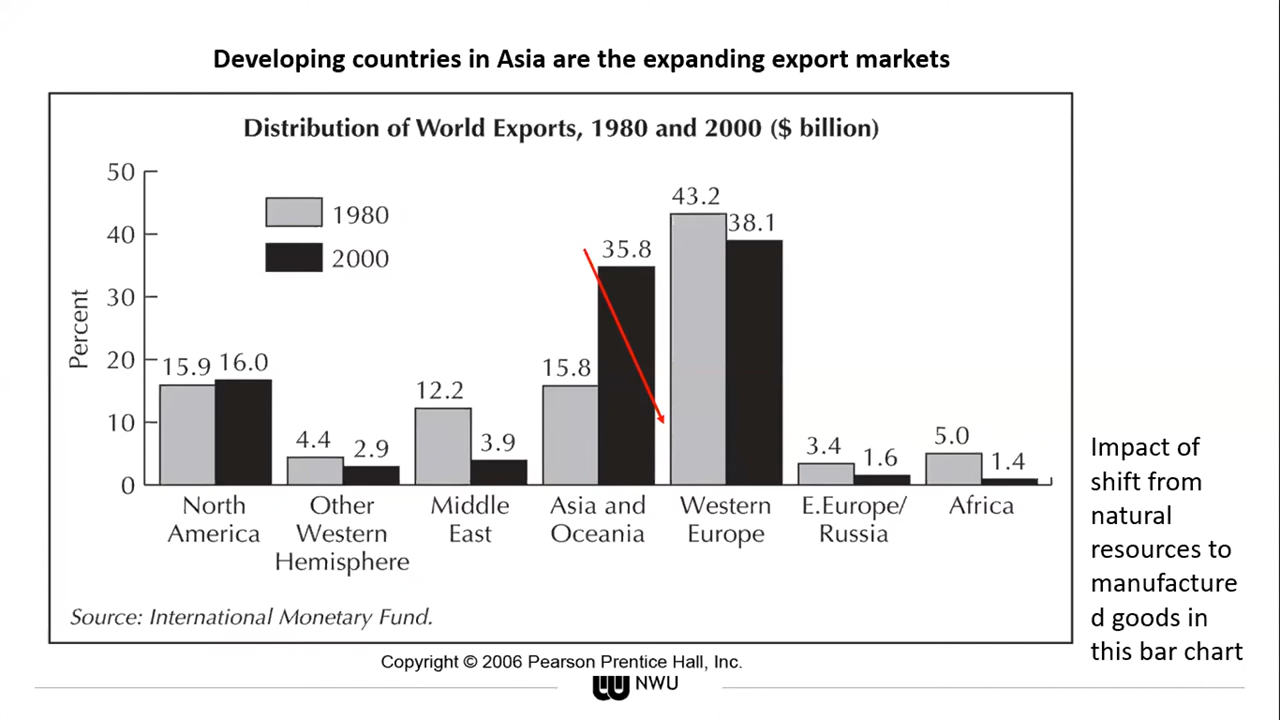 Developing countries in Asia are the expanding export markets
Distribution of World Exports, 1980 and 2000 ($ billion)
50
40
30
20
10
0
Percent
1980
2000
15.9 16.0
4.4 2.9
12.2 3.9
15.8 35.8
43.2 38.1
3.4 1.6
5.0 1.4
North
America
Other
Western
Hemisphere
Middle
East
Asia and
Oceania
Western
Europe
E.Europe/
Russia
Africa
Source: International Monetary Fund.
Impact of
shift from
natural
resources to
manufacture
d goods in
this bar chart
Copyright © 2006 Pearson Prentice Hall, Inc.
NWU